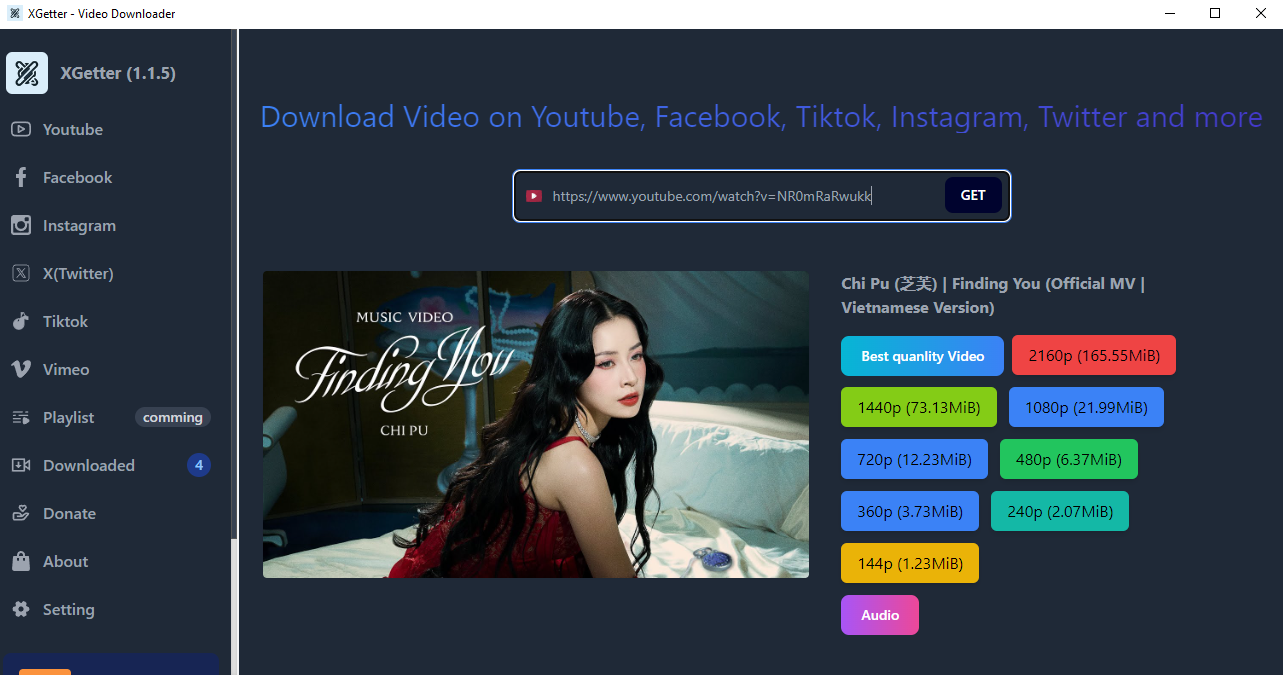 XGetter - Video Downloader
XGetter (1.1.5)
Youtube
Facebook
Instagram
X(Twitter)
Tiktok
Vimeo
Playlist comming
Downloaded 4
Donate
About
Setting
Download Video on Youtube, Facebook, Tiktok, Instagram, Twitter and more
https://www.youtube.com/watch?v=NR0mRaRwukk GET
MUSIC VIDEO
Finding You
CHI PU
Chi Pu (芝芙) | Finding You (Official MV |
Vietnamese Version)
Best quanlity Video 2160p (165.55MiB)
1440p (73.13MiB) 1080p (21.99MiB)
720p (12.23MiB) 480p (6.37MiB)
360p (3.73MiB) 240p (2.07MiB)
144p (1.23MiB)
Audio